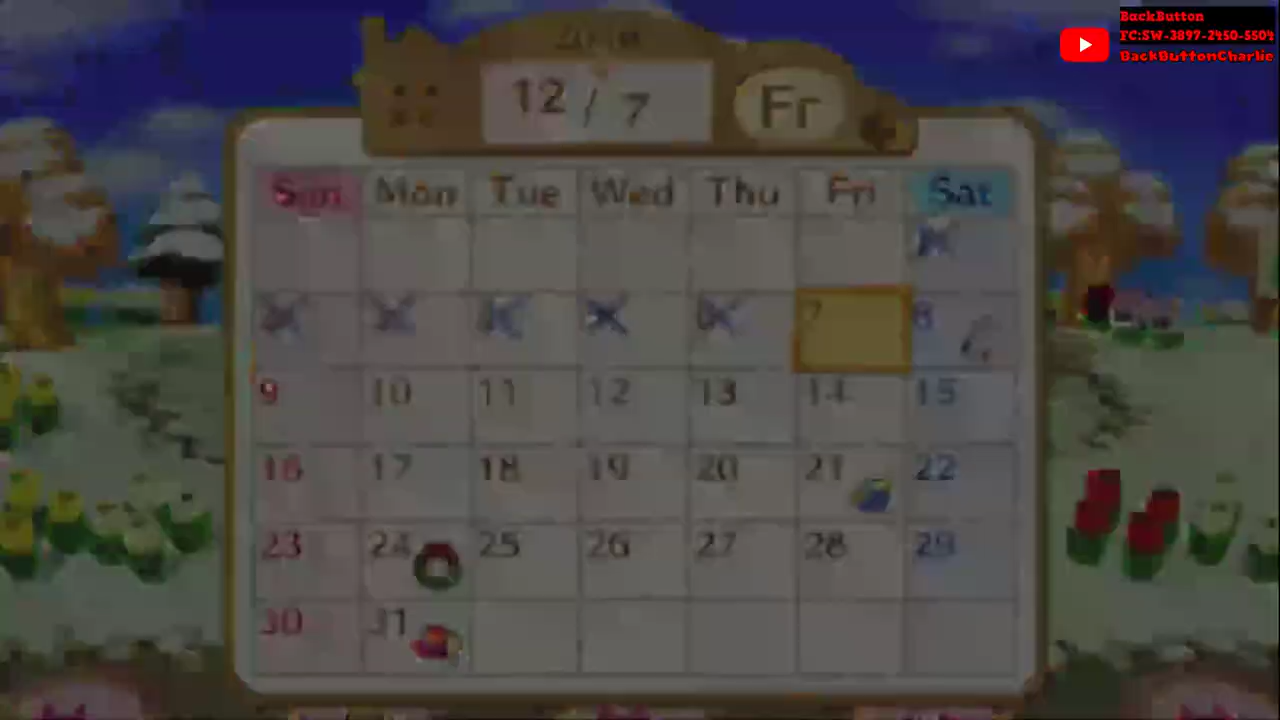 BackButton
FC:SW-3897-2450-5504
BackButtonCharlie
12 / 7 Fr
Sun Mon Tue Wed Thu Fri Sat
7 8
9 10 11 12 13 14 15
16 17 18 19 20 21 22
23 24 25 26 27 28 29
30 31